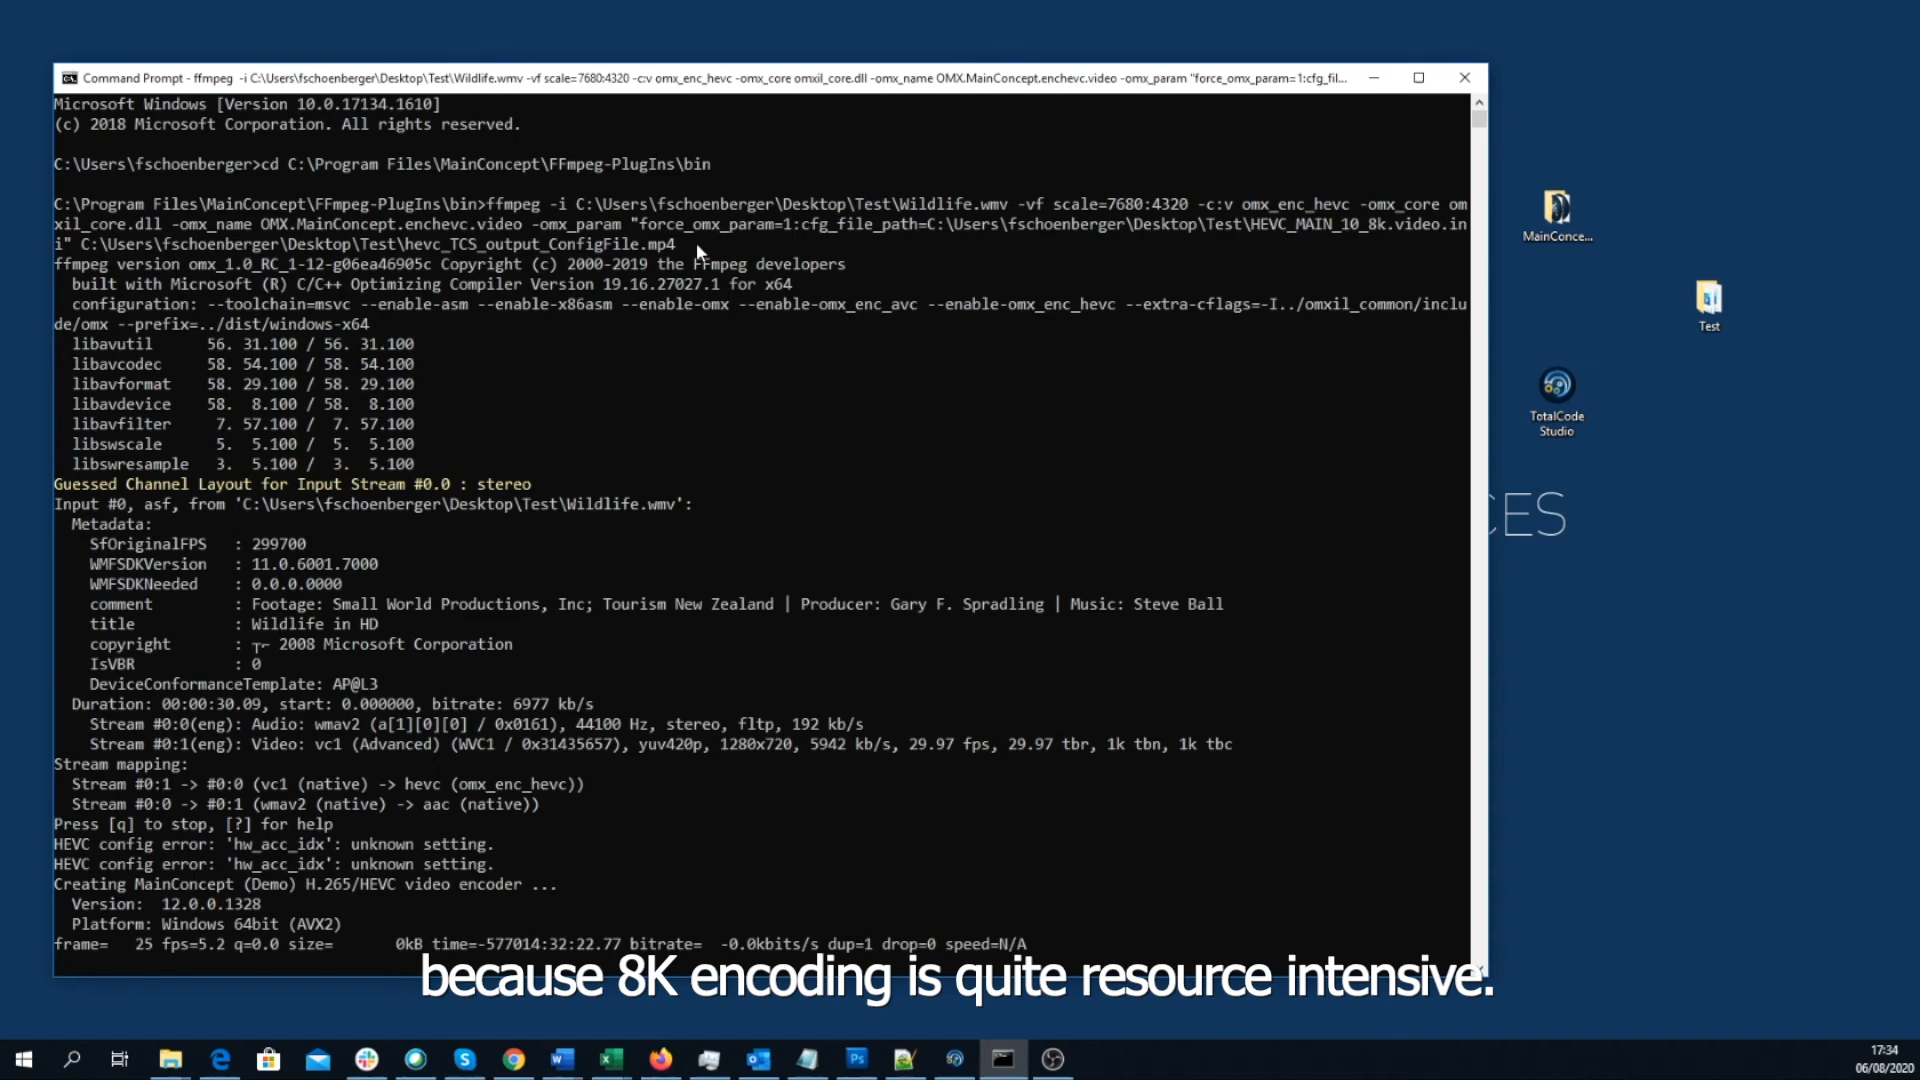 Command Prompt - ffmpeg -i C:\Users\fschoenberger\Desktop\Test\Wildlife.wmv -vf scale=7680:4320 -c:v omx_enc_hevc -omx_core omxil_core.dll -omx_name OMX.MainConcept.enchevc.video -omx_param "force_omx_param=1:cfg_fil...
Microsoft Windows [Version 10.0.17134.1610]
(c) 2018 Microsoft Corporation. All rights reserved.
C:\Users\fschoenberger>cd C:\Program Files\MainConcept\FFmpeg-PlugIns\bin
C:\Program Files\MainConcept\FFmpeg-PlugIns\bin>ffmpeg -i C:\Users\fschoenberger\Desktop\Test\Wildlife.wmv -vf scale=7680:4320 -c:v omx_enc_hevc -omx_core om
xil_core.dll -omx_name OMX.MainConcept.enchevc.video -omx_param "force_omx_param=1:cfg_file_path=C:\Users\fschoenberger\Desktop\Test\HEVC_MAIN_10_8k.video.in
i" C:\Users\fschoenberger\Desktop\Test\hevc_TCS_output_ConfigFile.mp4
ffmpeg version omx_1.0_RC_1-12-g06ea46905c Copyright (c) 2000-2019 the FFmpeg developers
built with Microsoft (R) C/C++ Optimizing Compiler Version 19.16.27027.1 for x64
configuration: --toolchain=msvc --enable-asm --enable-x86asm --enable-omx --enable-omx_enc_avc --enable-omx_enc_hevc --extra-cflags=-I../omxil_common/inclu
de/omx --prefix=../dist/windows-x64
libavutil 56. 31.100 / 56. 31.100
libavcodec 58. 54.100 / 58. 54.100
libavformat 58. 29.100 / 58. 29.100
libavdevice 58. 8.100 / 58. 8.100
libavfilter 7. 57.100 / 7. 57.100
libswscale 5. 5.100 / 5. 5.100
libswresample 3. 5.100 / 3. 5.100
Guessed Channel Layout for Input Stream #0.0 : stereo
Input #0, asf, from 'C:\Users\fschoenberger\Desktop\Test\Wildlife.wmv':
Metadata:
SfOriginalFPS : 299700
WMFSDKVersion : 11.0.6001.7000
WMFSDKNeeded : 0.0.0.0000
comment : Footage: Small World Productions, Inc; Tourism New Zealand | Producer: Gary F. Spradling | Music: Steve Ball
title : Wildlife in HD
copyright : ┬⌐ 2008 Microsoft Corporation
IsVBR : 0
DeviceConformanceTemplate: AP@L3
Duration: 00:00:30.09, start: 0.000000, bitrate: 6977 kb/s
Stream #0:0(eng): Audio: wmav2 (a[1][0][0] / 0x0161), 44100 Hz, stereo, fltp, 192 kb/s
Stream #0:1(eng): Video: vc1 (Advanced) (WVC1 / 0x31435657), yuv420p, 1280x720, 5942 kb/s, 29.97 fps, 29.97 tbr, 1k tbn, 1k tbc
Stream mapping:
Stream #0:1 -> #0:0 (vc1 (native) -> hevc (omx_enc_hevc))
Stream #0:0 -> #0:1 (wmav2 (native) -> aac (native))
Press [q] to stop, [?] for help
HEVC config error: 'hw_acc_idx': unknown setting.
HEVC config error: 'hw_acc_idx': unknown setting.
Creating MainConcept (Demo) H.265/HEVC video encoder ...
Version: 12.0.0.1328
Platform: Windows 64bit (AVX2)
frame= 25 fps=5.2 q=0.0 size= 0kB time=-577014:32:22.77 bitrate= -0.0kbits/s dup=1 drop=0 speed=N/A
because 8K encoding is quite resource intensive.
MainConce...
Test
TotalCode
Studio
CES
17:34
06/08/2020